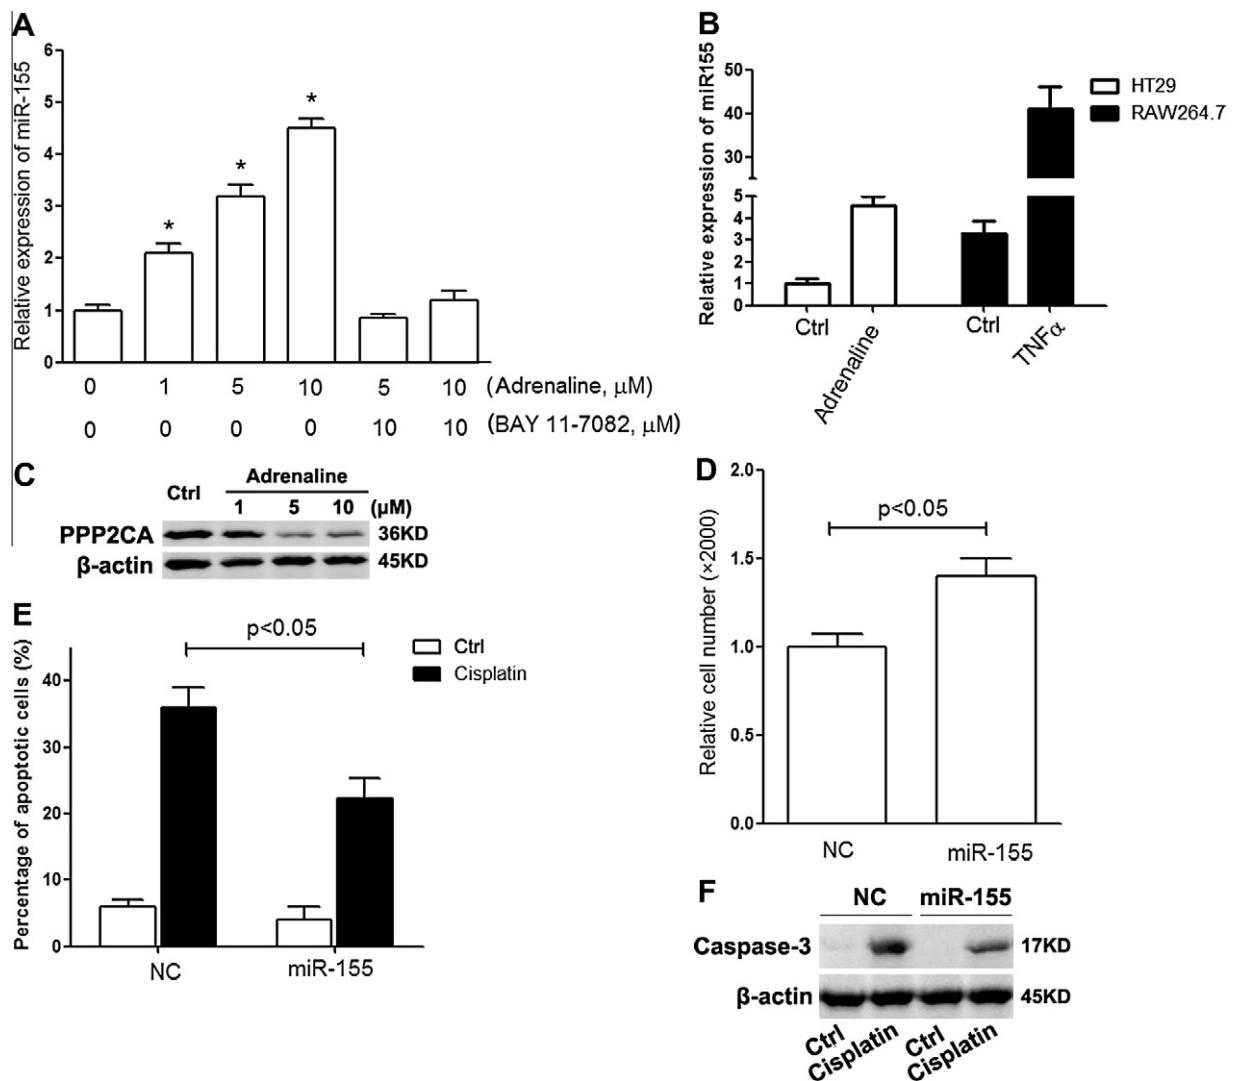 A
Relative expression of miR-155
6
5
4
3
2
1
0
* * *
0 1 5 10 5 10 (Adrenaline, μM)
0 0 0 0 10 10 (BAY 11-7082, μM)
B
Relative expression of miR155
50
40
30
5
4
3
2
1
0
HT29
RAW264.7
Ctrl
Adrenaline
Ctrl
TNFα
C
Ctrl
Adrenaline
1 5 10 (μM)
PPP2CA 36KD
β-actin 45KD
D
Relative cell number (×2000)
2.0
1.5
1.0
0.5
0.0
p<0.05
NC miR-155
E
Percentage of apoptotic cells (%)
40
30
20
10
0
p<0.05
Ctrl
Cisplatin
NC miR-155
F
NC miR-155
Caspase-3 17KD
β-actin 45KD
Ctrl
Cisplatin
Ctrl
Cisplatin